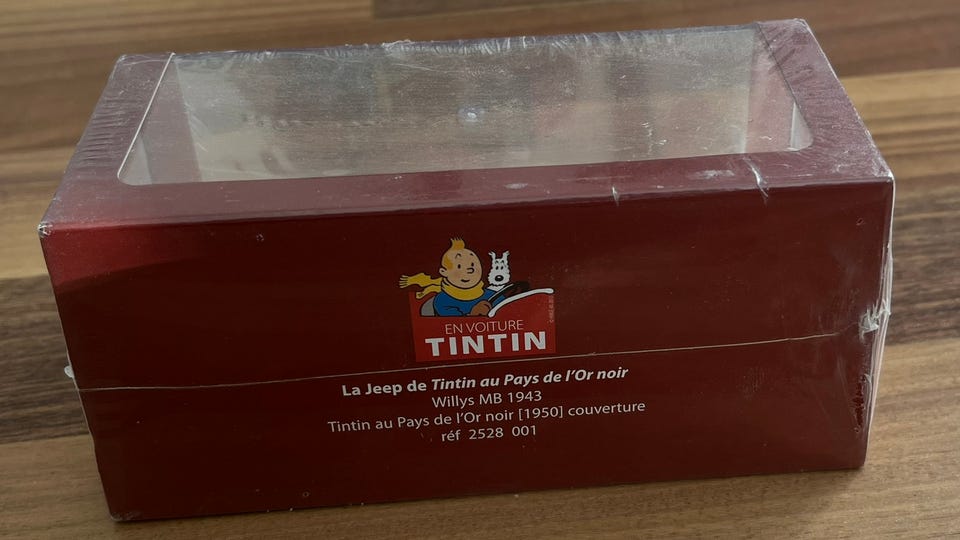 EN VOITURE
TINTIN
La Jeep de Tintin au Pays de l'Or noir
Willys MB 1943
Tintin au Pays de l'Or noir [1950] couverture
réf 2528 001